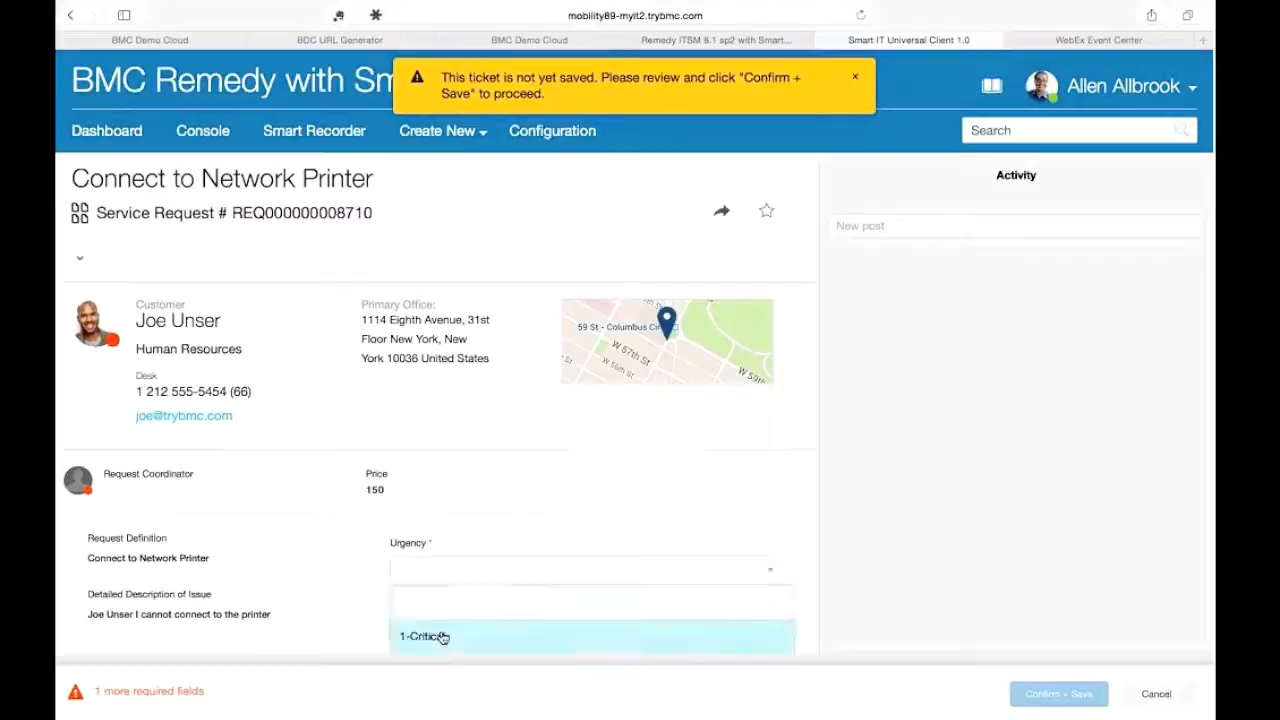 mobility89-myit2.trybmc.com
BMC Demo Cloud
BDC URL Generator
BMC Demo Cloud
Remedy ITSM 8.1 ap2 with Smart...
Smart IT Universal Client 1.0
WebEx Event Center
BMC Remedy with Sm
This ticket is not yet saved. Please review and click "Confirm +
Save" to proceed.
Allen Allbrook
Dashboard
Console
Smart Recorder
Create New
Configuration
Search
Connect to Network Printer
Service Request # REQ000000008710
Activity
New post
Customer
Joe Unser
Human Resources
Desk
1 212 555-5454 (66)
joe@trybmc.com
Primary Office:
1114 Eighth Avenue, 31st
Floor New York, New
York 10036 United States
59 St - Columbus Cir
W 57th St
W 56th St
W 59th
Request Coordinator
Price
150
Request Definition
Connect to Network Printer
Urgency *
Detailed Description of Issue
Joe Unser I cannot connect to the printer
1-Critical
1 more required fields
Confirm + Save
Cancel